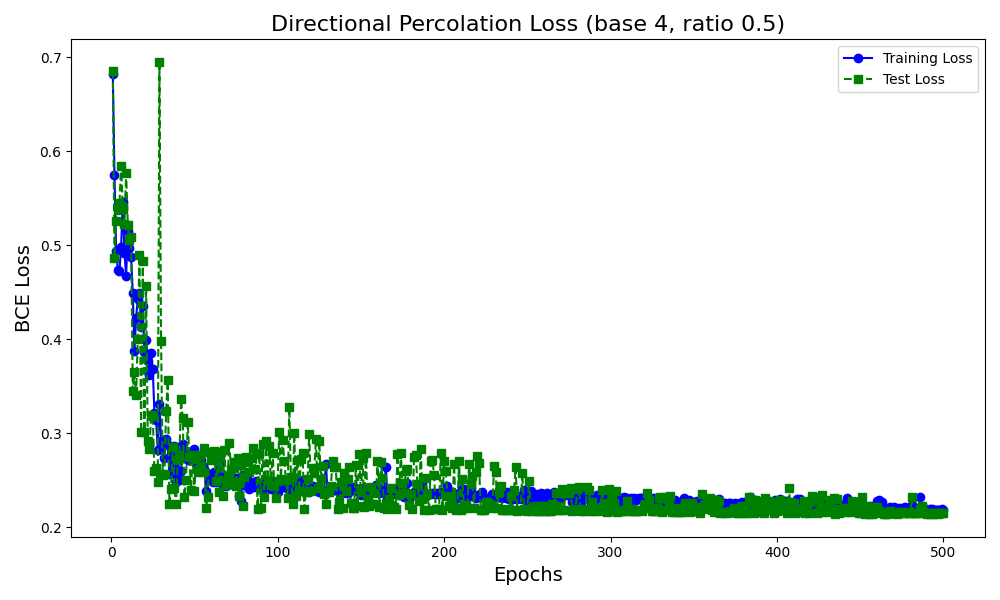 Directional Percolation Loss (base 4, ratio 0.5)
Training Loss
Test Loss
BCE Loss
0.7
0.6
0.5
0.4
0.3
0.2
0 100 200 300 400 500
Epochs